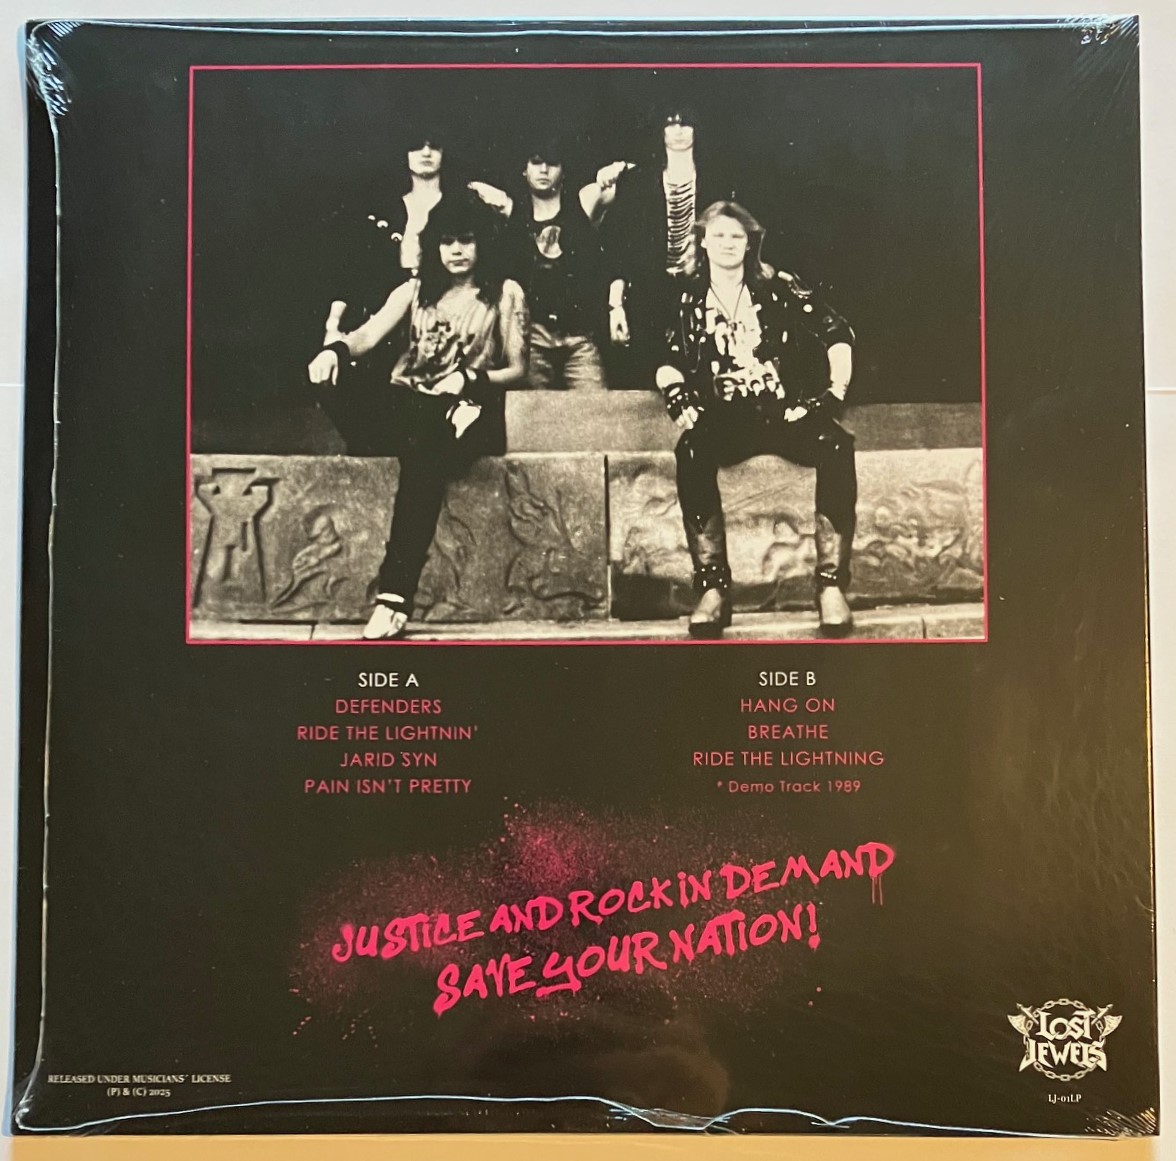 SIDE A
DEFENDERS
RIDE THE LIGHTNIN'
JARID SYN
PAIN ISN'T PRETTY
SIDE B
HANG ON
BREATHE
RIDE THE LIGHTNING
* Demo Track 1989
JUSTICE AND ROCK IN DEMAND
SAVE YOUR NATION!
RELEASED UNDER MUSICIANS´ LICENSE
(P) & (C) 2025
LOST
JEWELS
LJ-01LP